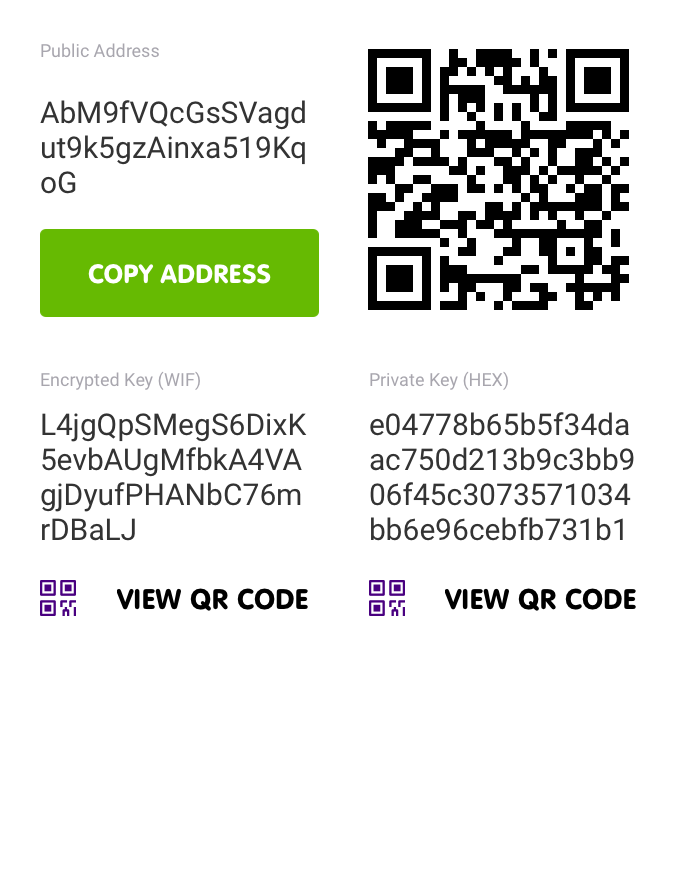 Public Address
AbM9fVQcGsSVagd
ut9k5gzAinxa519Kq
oG
COPY ADDRESS
Encrypted Key (WIF)
L4jgQpSMegS6DixK
5evbAUgMfbkA4VA
gjDyufPHANbC76m
rDBaLJ
VIEW QR CODE
Private Key (HEX)
e04778b65b5f34da
ac750d213b9c3bb9
06f45c3073571034
bb6e96cebfb731b1
VIEW QR CODE